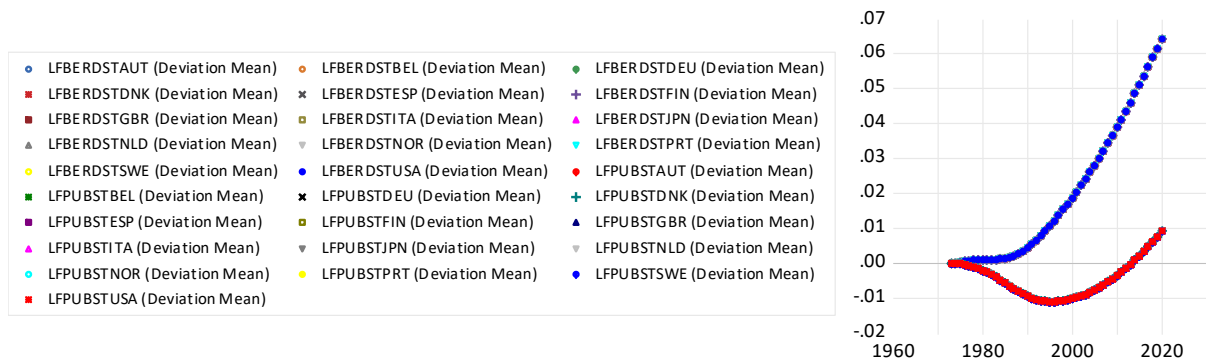 LFBERDSTAUT (Deviation Mean) LFBERDSTBEL (Deviation Mean) LFBERDSTDEU (Deviation Mean)
LFBERDSTDNK (Deviation Mean) LFBERDSTESP (Deviation Mean) LFBERDSTFIN (Deviation Mean)
LFBERDSTGBR (Deviation Mean) LFBERDSTITA (Deviation Mean) LFBERDSTJPN (Deviation Mean)
LFBERDSTNLD (Deviation Mean) LFBERDSTNOR (Deviation Mean) LFBERDSTPRT (Deviation Mean)
LFBERDSTSWE (Deviation Mean) LFBERDSTUSA (Deviation Mean) LFPUBSTAUT (Deviation Mean)
LFPUBSTBEL (Deviation Mean) LFPUBSTDEU (Deviation Mean) LFPUBSTDNK (Deviation Mean)
LFPUBSTESP (Deviation Mean) LFPUBSTFIN (Deviation Mean) LFPUBSTGBR (Deviation Mean)
LFPUBSTITA (Deviation Mean) LFPUBSTJPN (Deviation Mean) LFPUBSTNLD (Deviation Mean)
LFPUBSTNOR (Deviation Mean) LFPUBSTPRT (Deviation Mean) LFPUBSTSWE (Deviation Mean)
LFPUBSTUSA (Deviation Mean)
.07
.06
.05
.04
.03
.02
.01
.00
-.01
-.02
1960 1980 2000 2020